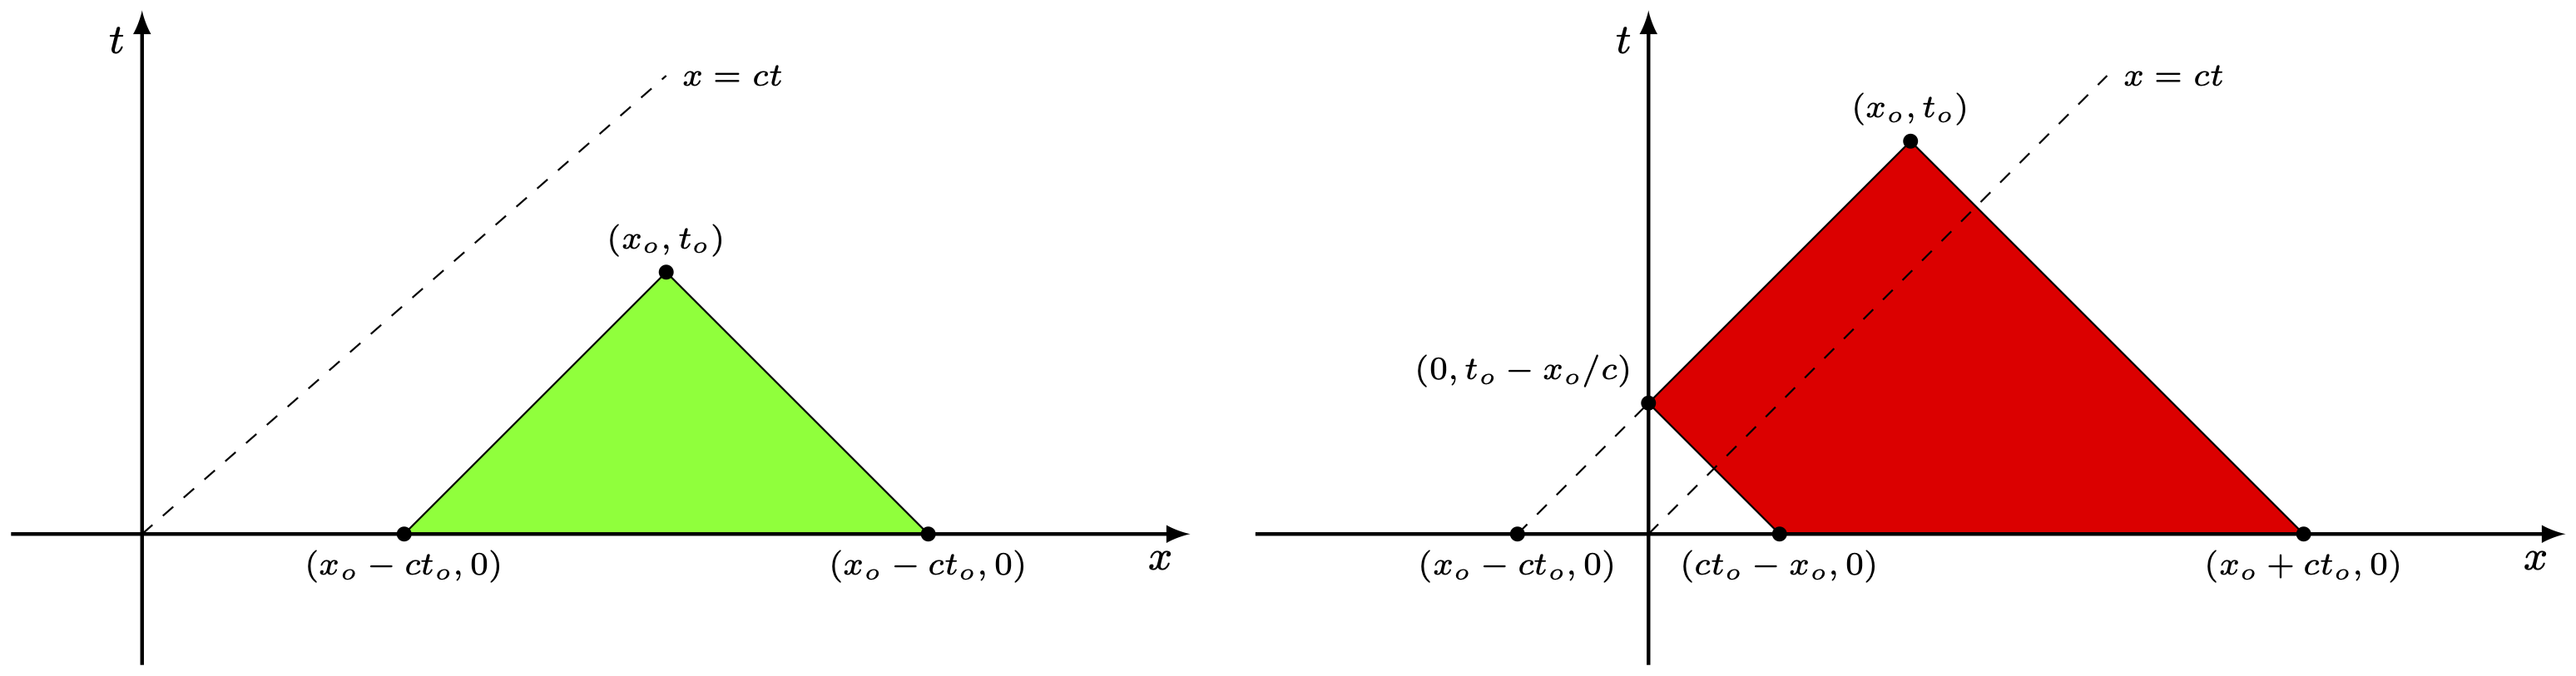 t
x = ct
(x_o, t_o)
(x_o − ct_o, 0)
(x_o − ct_o, 0)
x
t
x = ct
(x_o, t_o)
(0, t_o − x_o/c)
(x_o − ct_o, 0)
(ct_o − x_o, 0)
(x_o + ct_o, 0)
x